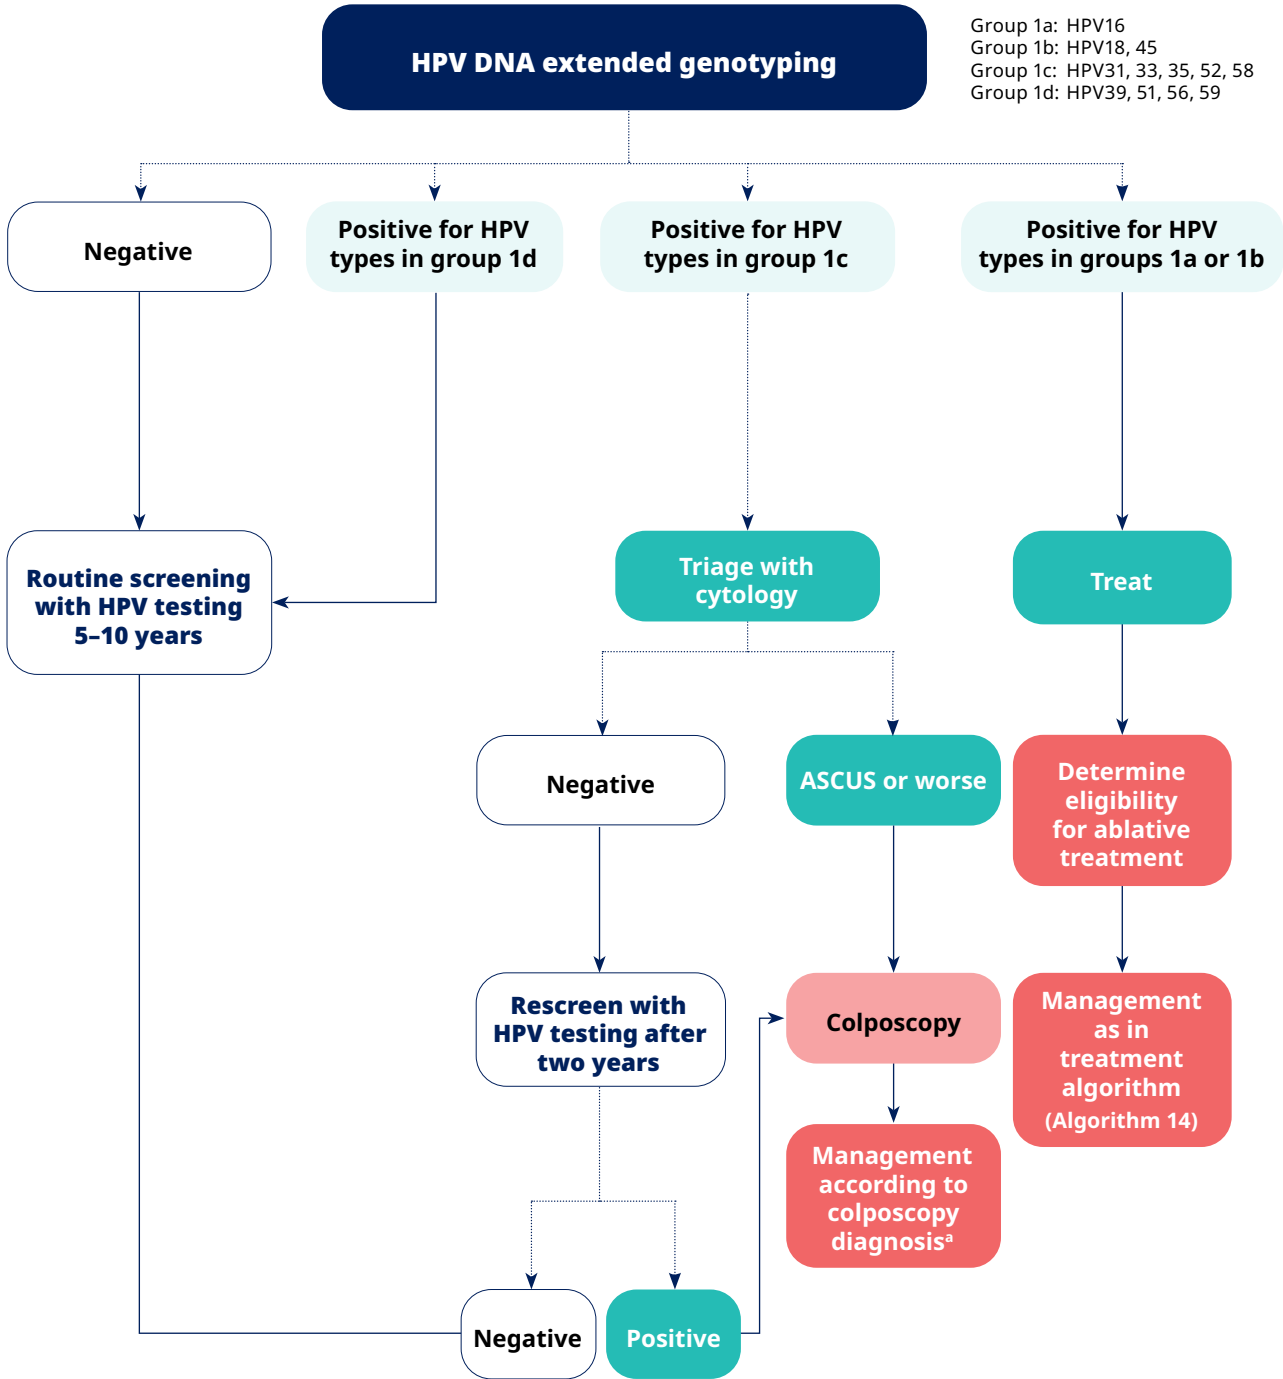 HPV DNA extended genotyping
Group 1a: HPV16
Group 1b: HPV18, 45
Group 1c: HPV31, 33, 35, 52, 58
Group 1d: HPV39, 51, 56, 59
Negative
Positive for HPV
types in group 1d
Positive for HPV
types in group 1c
Positive for HPV
types in groups 1a or 1b
Routine screening
with HPV testing
5–10 years
Triage with
cytology
Treat
Negative
ASCUS or worse
Determine
eligibility
for ablative
treatment
Rescreen with
HPV testing after
two years
Colposcopy
Management
as in
treatment
algorithm
(Algorithm 14)
Management
according to
colposcopy
diagnosisᵃ
Negative
Positive